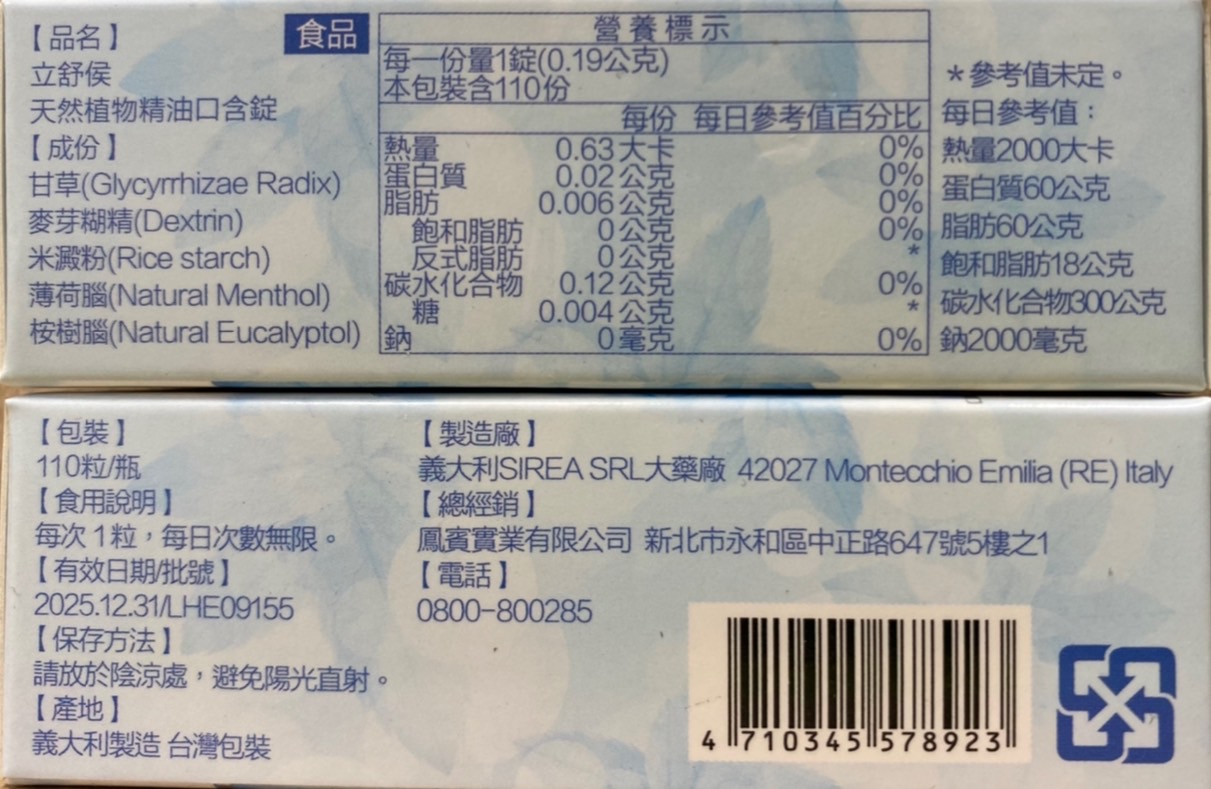 【品名】
立舒侯
天然植物精油口含錠
【成份】
甘草(Glycyrrhizae Radix)
麥芽糊精(Dextrin)
米澱粉(Rice starch)
薄荷腦(Natural Menthol)
桉樹腦(Natural Eucalyptol)
食品
營養標示
每一份量1錠(0.19公克)
本包裝含110份
每份 每日參考值百分比
熱量 0.63大卡 0%
蛋白質 0.02公克 0%
脂肪 0.006公克 0%
飽和脂肪 0公克 0%
反式脂肪 0公克 *
碳水化合物 0.12公克 0%
糖 0.004公克 *
鈉 0毫克 0%
*參考值未定。
每日參考值：
熱量2000大卡
蛋白質60公克
脂肪60公克
飽和脂肪18公克
碳水化合物300公克
鈉2000毫克
【包裝】
110粒/瓶
【食用說明】
每次1粒，每日次數無限。
【有效日期/批號】
2025.12.31/LHE09155
【保存方法】
請放於陰涼處，避免陽光直射。
【產地】
義大利製造 台灣包裝
【製造廠】
義大利SIREA SRL大藥廠 42027 Montecchio Emilia (RE) Italy
【總經銷】
鳳賓實業有限公司 新北市永和區中正路647號5樓之1
【電話】
0800-800285
4 710345 578923